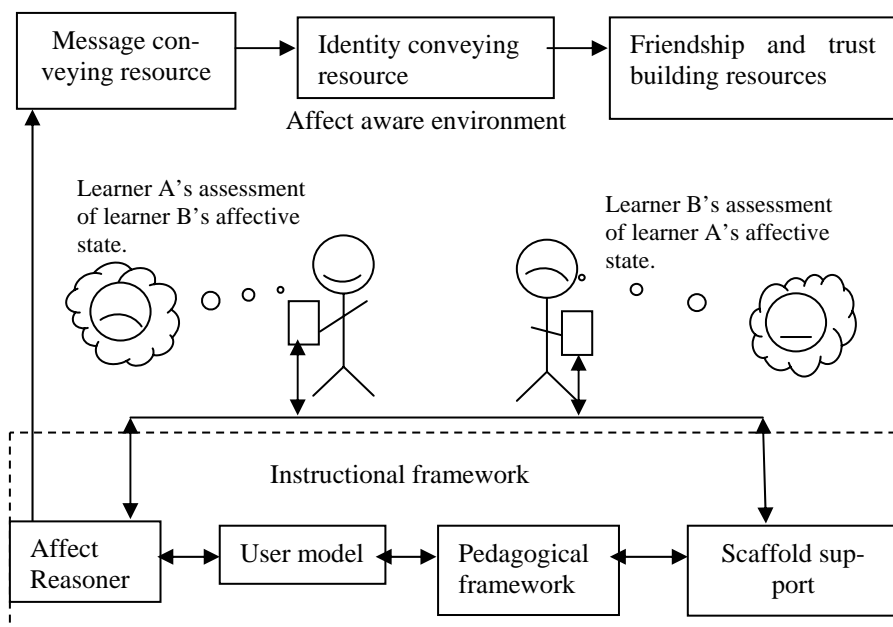 Message con-
veying resource
Identity conveying
resource
Friendship and trust
building resources
Affect aware environment
Learner A’s assessment
of learner B’s affective
state.
Learner B’s assessment
of learner A’s affective
state.
Instructional framework
Affect
Reasoner
User model
Pedagogical
framework
Scaffold sup-
port